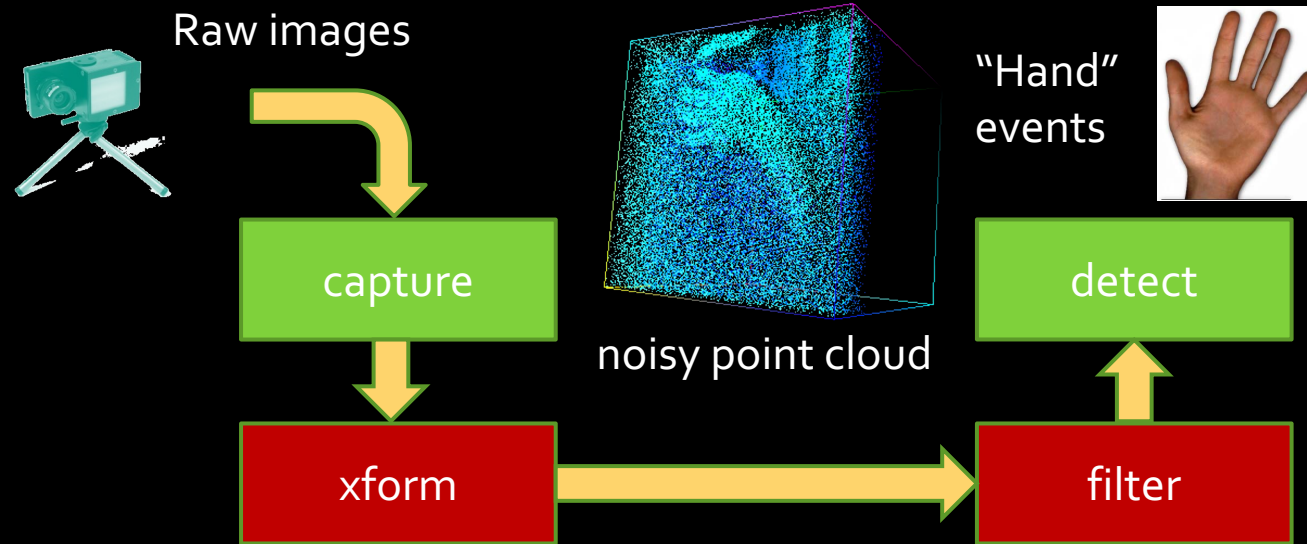 Raw images
“Hand”
events
capture
noisy point cloud
detect
xform
filter